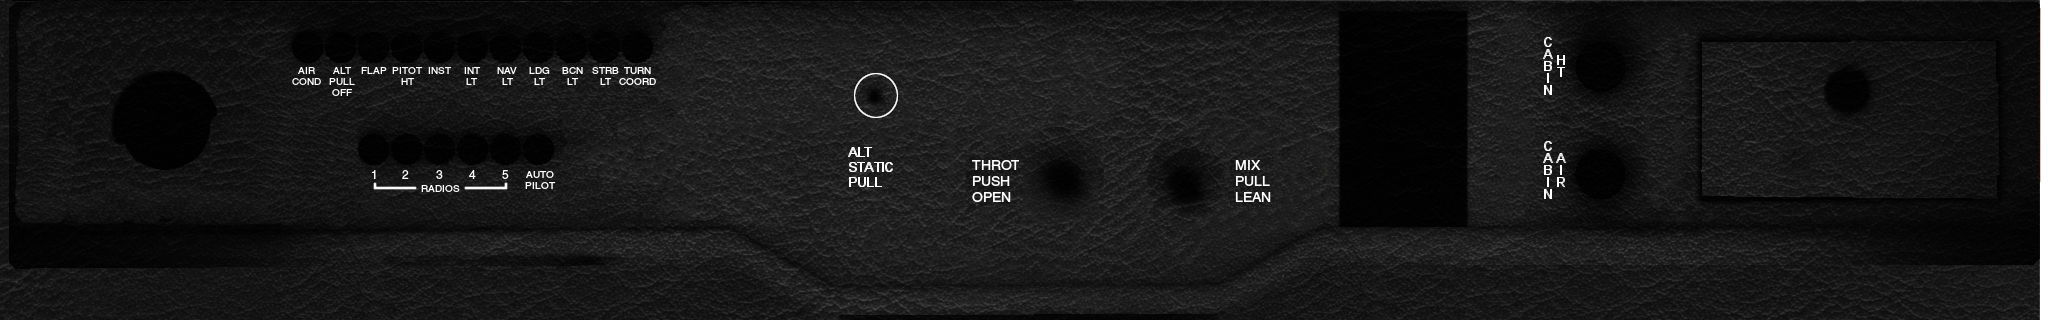 AIR COND
ALT PULL OFF
FLAP
PITOT HT
INST
INT LT
NAV LT
LDG LT
BCN LT
STRB LT
TURN COORD
1 2 3 4 5
RADIOS
AUTO PILOT
ALT
STATIC
PULL
THROT
PUSH
OPEN
MIX
PULL
LEAN
CABIN HT
CABIN AIR